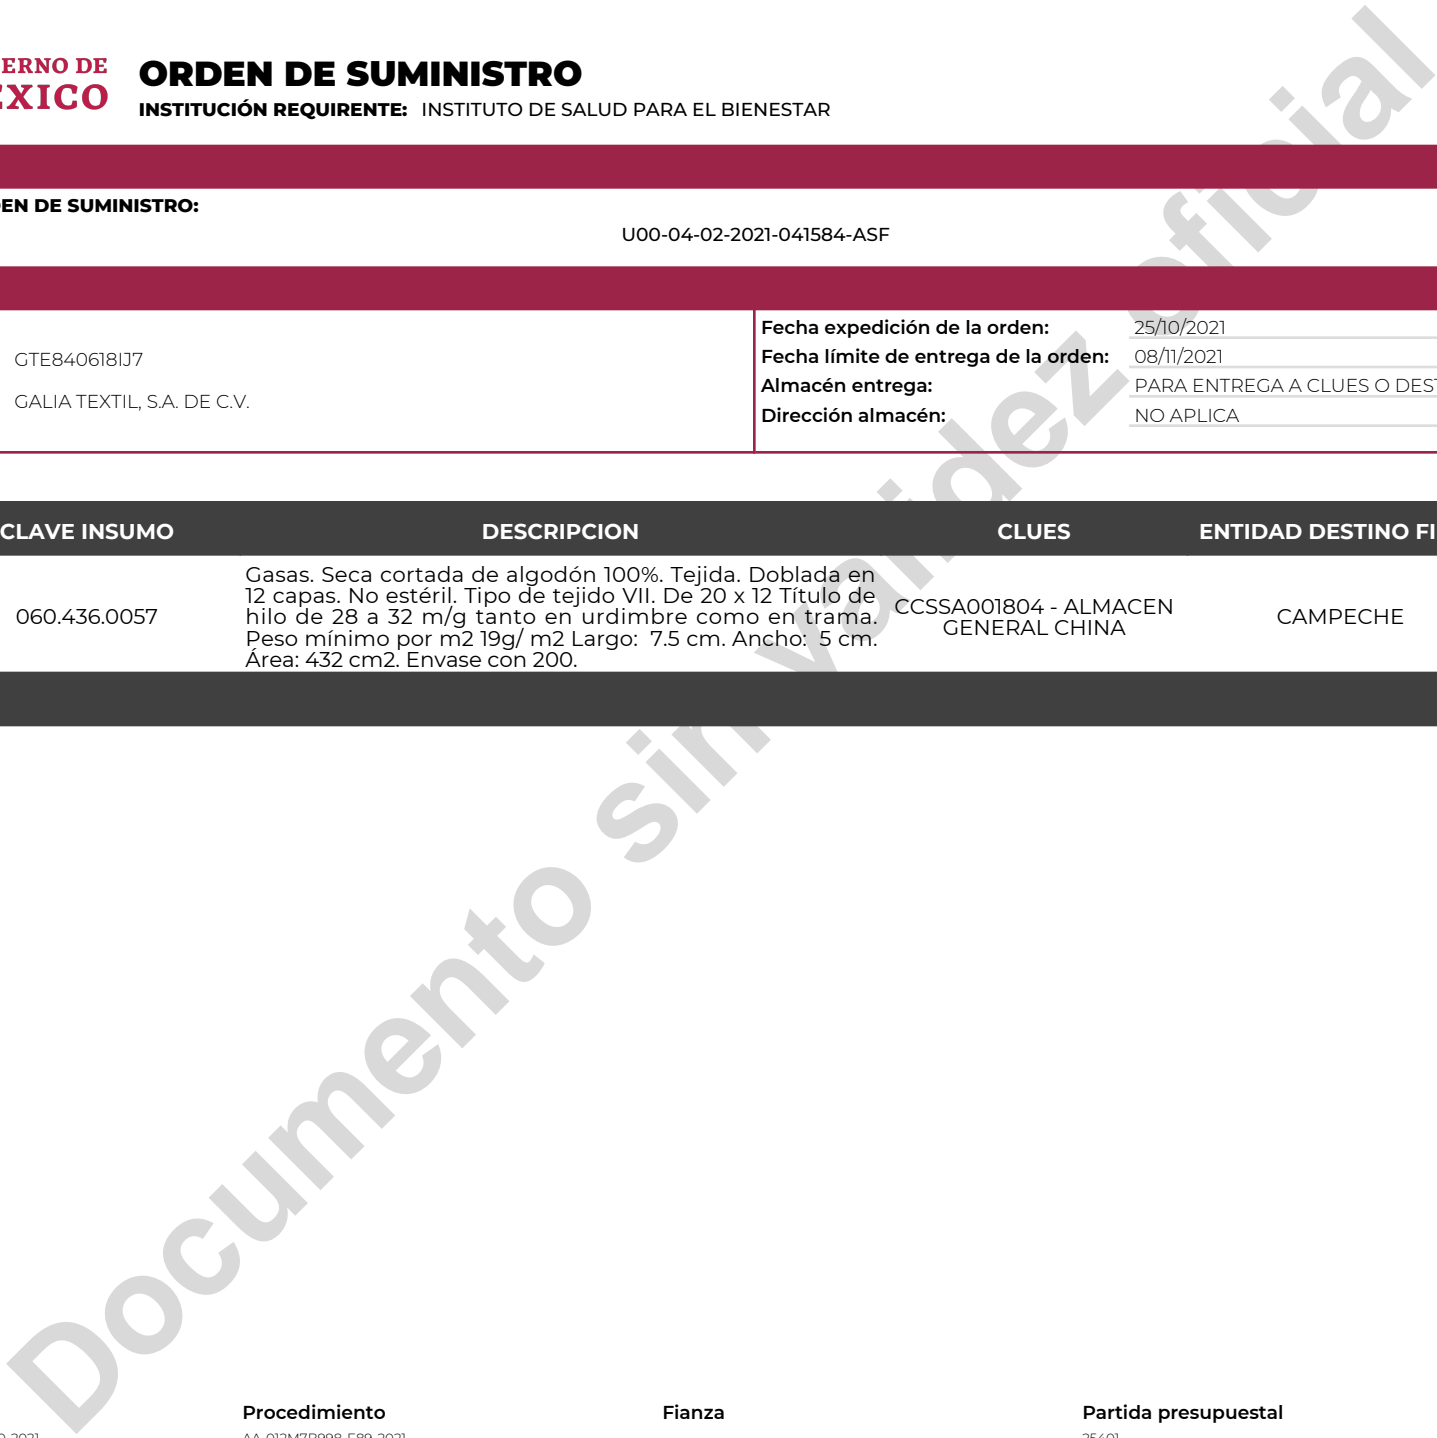 ERNO DE
EXICO
ORDEN DE SUMINISTRO
INSTITUCIÓN REQUIRENTE: INSTITUTO DE SALUD PARA EL BIENESTAR
EN DE SUMINISTRO:
U00-04-02-2021-041584-ASF
GTE840618IJ7
GALIA TEXTIL, S.A. DE C.V.
Fecha expedición de la orden: 25/10/2021
Fecha límite de entrega de la orden: 08/11/2021
Almacén entrega: PARA ENTREGA A CLUES O DEST
Dirección almacén: NO APLICA
CLAVE INSUMO DESCRIPCION CLUES ENTIDAD DESTINO FI
060.436.0057
Gasas. Seca cortada de algodón 100%. Tejida. Doblada en
12 capas. No estéril. Tipo de tejido VII. De 20 x 12 Título de
hilo de 28 a 32 m/g tanto en urdimbre como en trama.
Peso mínimo por m2 19g/ m2 Largo: 7.5 cm. Ancho: 5 cm.
Área: 432 cm2. Envase con 200.
CCSSA001804 - ALMACEN
GENERAL CHINA
CAMPECHE
Documento sin validez oficial
Procedimiento Fianza Partida presupuestal